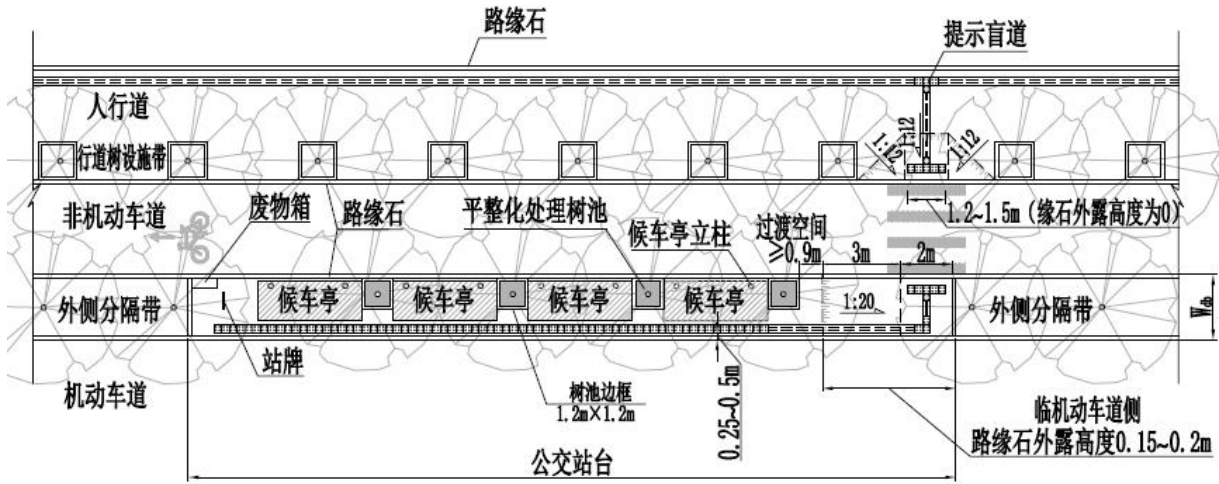 路缘石
提示盲道
人行道
1:12
1:12
1:12
行道树设施带
非机动车道
废物箱
路缘石
平整化处理树池
候车亭立柱
过渡空间
≥0.9m
3m
2m
1.2~1.5m（缘石外露高度为0）
外侧分隔带
候车亭
候车亭
候车亭
候车亭
1:20
外侧分隔带
Wdb
站牌
机动车道
树池边框
1.2m×1.2m
0.25~0.5m
临机动车道侧
路缘石外露高度0.15~0.2m
公交站台